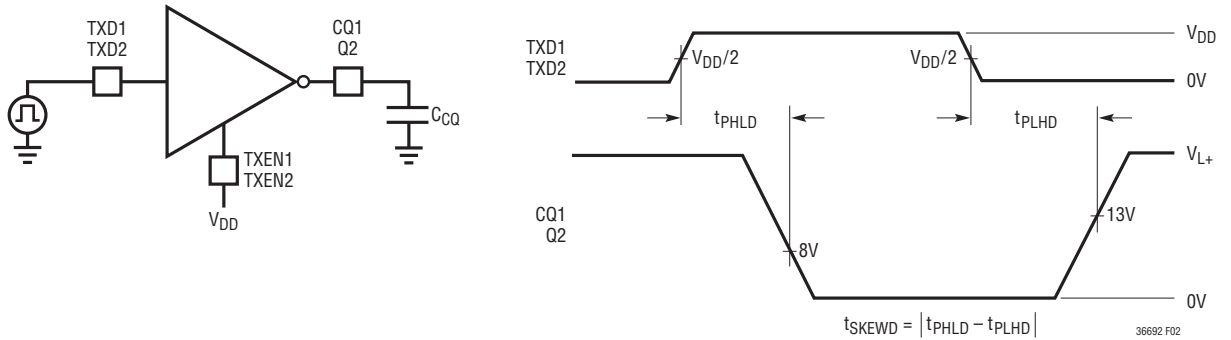 TXD1
TXD2
CQ1
Q2
C_CQ
TXEN1
TXEN2
V_DD
TXD1
TXD2
V_DD/2
V_DD/2
V_DD
0V
t_PHLD
t_PLHD
V_L+
CQ1
Q2
8V
13V
0V
t_SKEWD = |t_PHLD – t_PLHD|
36692 F02